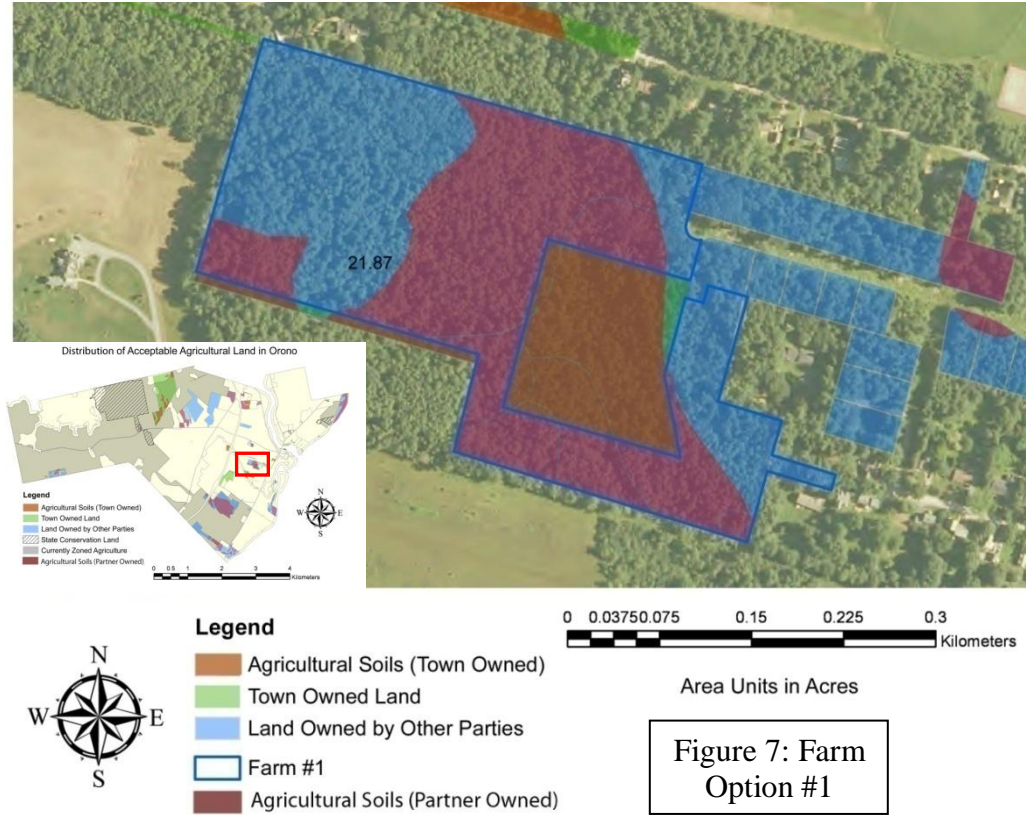 21.87
Distribution of Acceptable Agricultural Land in Orono
Legend
Agricultural Soils (Town Owned)
Town Owned Land
Land Owned by Other Parties
State Conservation Land
Currently Zoned Agriculture
Agricultural Soils (Partner Owned)
N
W E
S
0 0.5 1 2 3 4
Kilometers
N
W E
S
Legend
Agricultural Soils (Town Owned)
Town Owned Land
Land Owned by Other Parties
Farm #1
Agricultural Soils (Partner Owned)
0 0.03750.075 0.15 0.225 0.3
Kilometers
Area Units in Acres
Figure 7: Farm
Option #1